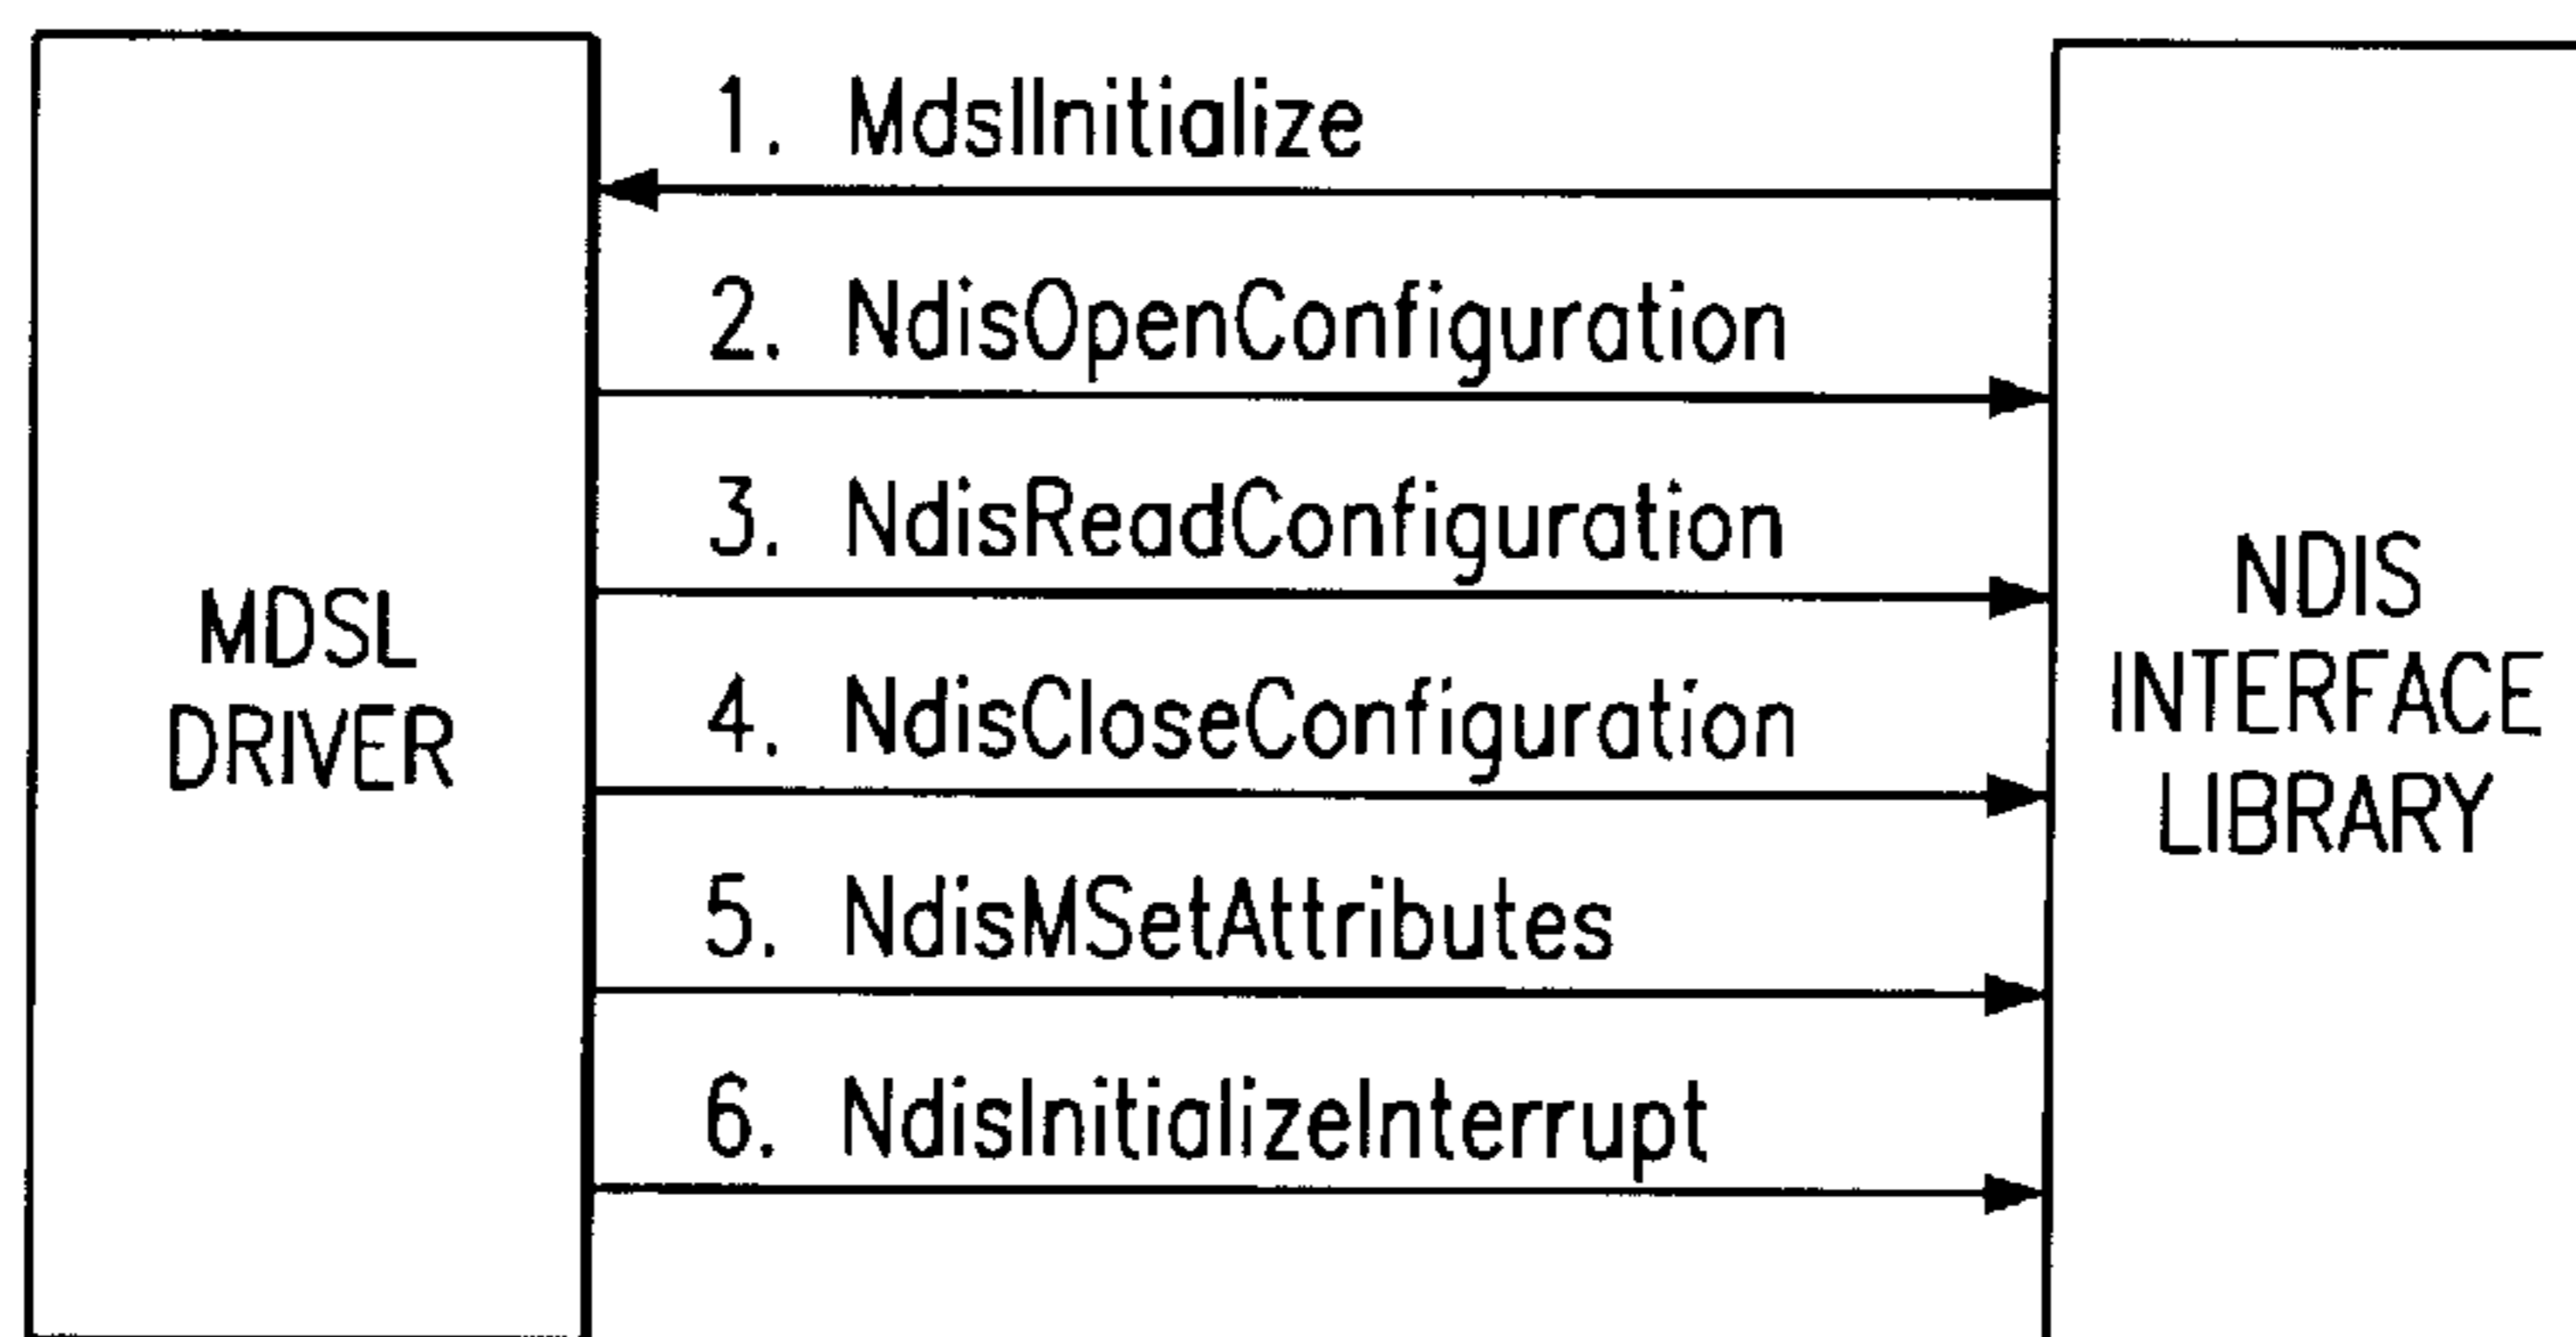 1. MdslInitialize
2. NdisOpenConfiguration
3. NdisReadConfiguration
4. NdisCloseConfiguration
5. NdisMSetAttributes
6. NdisInitializeInterrupt
MDSL
DRIVER
NDIS
INTERFACE
LIBRARY